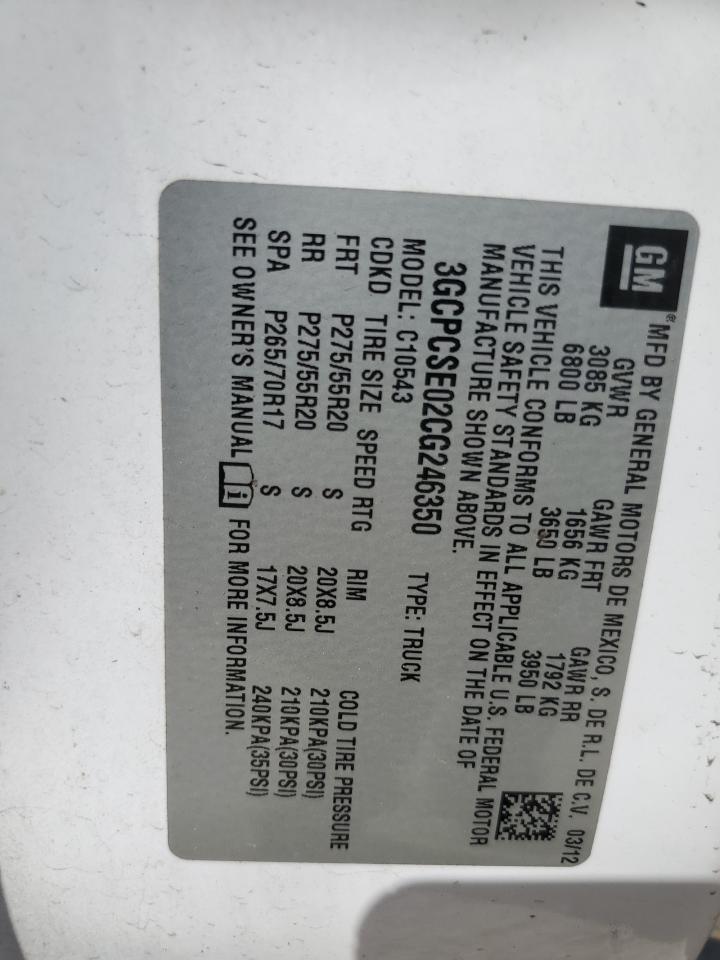 GM® MFD BY GENERAL MOTORS DE MEXICO, S. DE R.L. DE C.V. 03/12
GVWR GAWR FRT GAWR RR
3085 KG 1656 KG 1792 KG
6800 LB 3650 LB 3950 LB
THIS VEHICLE CONFORMS TO ALL APPLICABLE U.S. FEDERAL MOTOR
VEHICLE SAFETY STANDARDS IN EFFECT ON THE DATE OF
MANUFACTURE SHOWN ABOVE.
3GCPCSE02CG246350 TYPE: TRUCK
MODEL: C10543
CDKD TIRE SIZE SPEED RTG RIM COLD TIRE PRESSURE
FRT P275/55R20 S 20X8.5J 210KPA(30PSI)
RR P275/55R20 S 20X8.5J 210KPA(30PSI)
SPA P265/70R17 S 17X7.5J 240KPA(35PSI)
SEE OWNER'S MANUAL i FOR MORE INFORMATION.